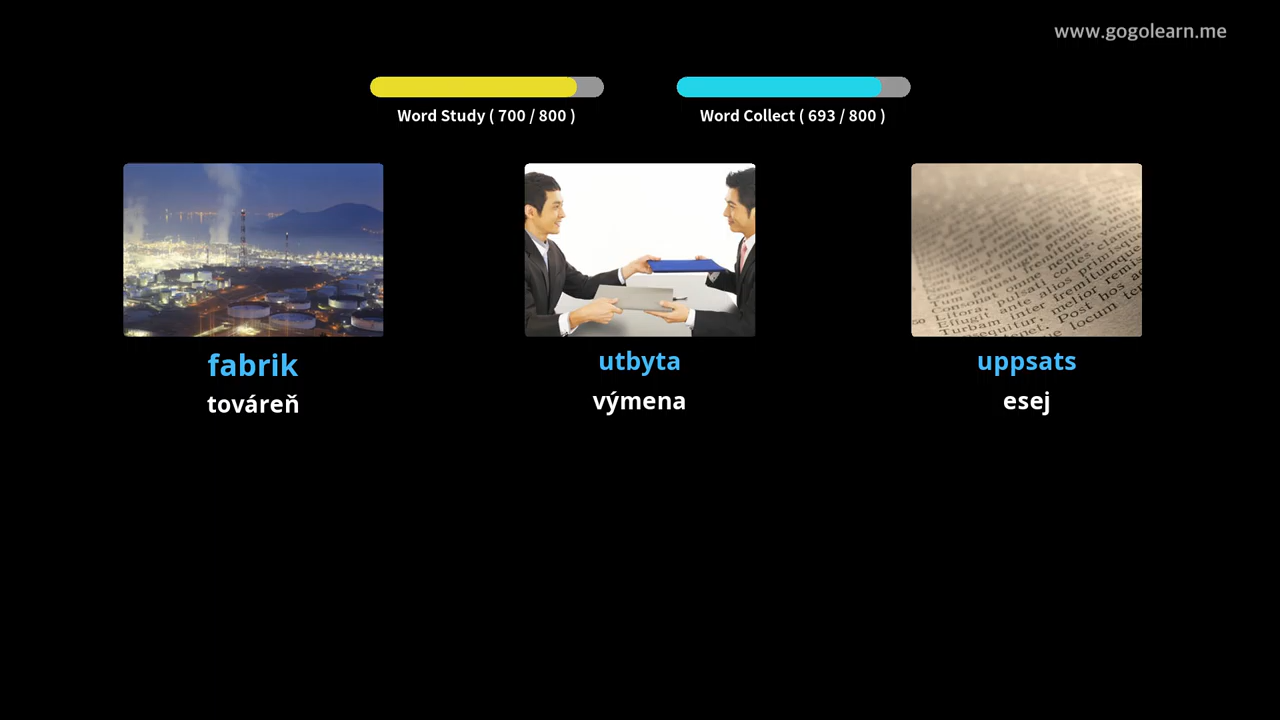 www.gogolearn.me
Word Study ( 700 / 800 )
Word Collect ( 693 / 800 )
fabrik
továreň
utbyta
výmena
uppsats
esej